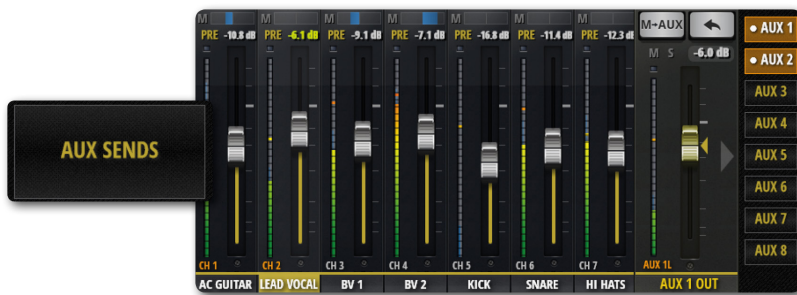 AUX SENDS
M M M M M M M M→AUX
PRE -10.8 dB PRE -6.1 dB PRE -9.1 dB PRE -7.1 dB PRE -16.8 dB PRE -11.4 dB PRE -12.3 dB
M S -6.0 dB
CH 1 CH 2 CH 3 CH 4 CH 5 CH 6 CH 7 AUX 1L
AC GUITAR LEAD VOCAL BV 1 BV 2 KICK SNARE HI HATS AUX 1 OUT
AUX 1
AUX 2
AUX 3
AUX 4
AUX 5
AUX 6
AUX 7
AUX 8